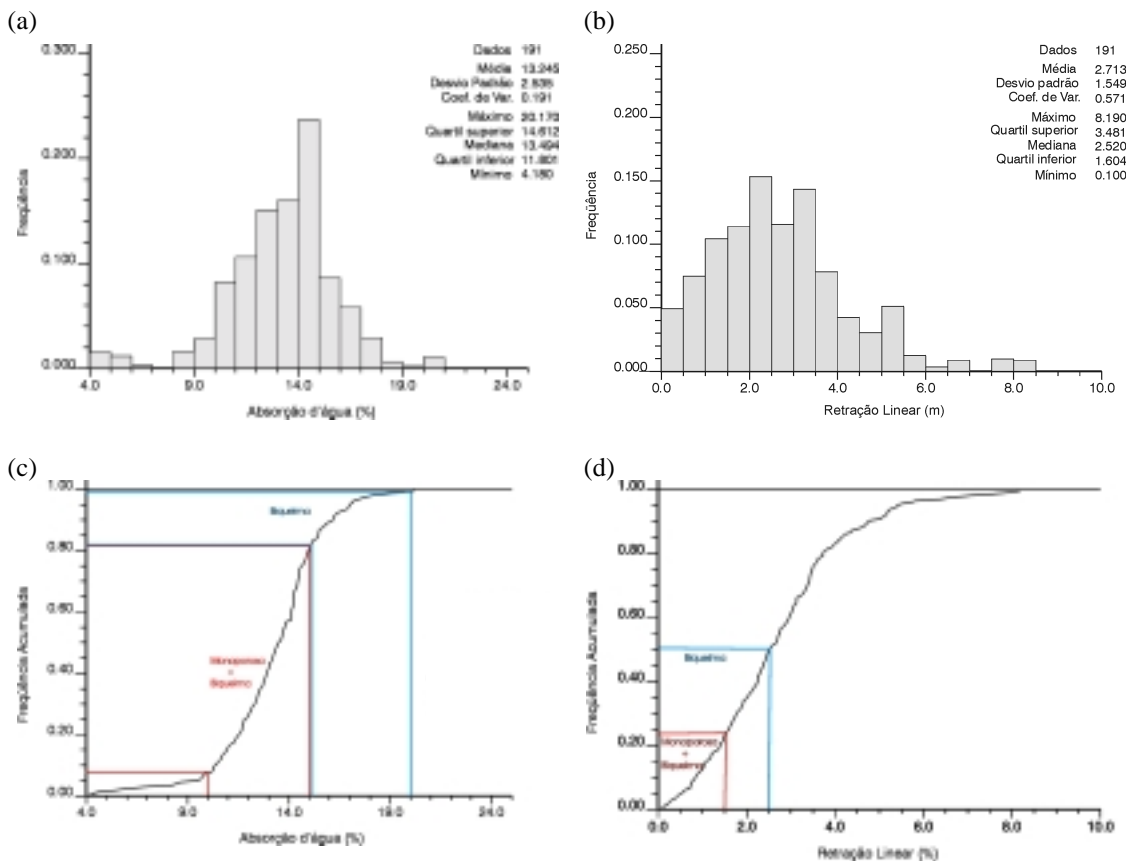 (a)
0.300
0.200
0.100
0.000
Freqüência
4.0 9.0 14.0 19.0 24.0
Absorção d'água (%)
Dados 191
Média 13.245
Desvio Padrão
Coef. de Var. 0.191
Máximo 20.170
Quartil superior 14.612
Mediana 13.494
Quartil inferior 11.801
Mínimo 4.180
(b)
0.250
0.200
0.150
0.100
0.050
0.000
Freqüência
0.0 2.0 4.0 6.0 8.0 10.0
Retração Linear (m)
Dados 191
Média 2.713
Desvio padrão 1.549
Coef. de Var. 0.571
Máximo 8.190
Quartil superior 3.481
Mediana 2.520
Quartil inferior 1.604
Mínimo 0.100
(c)
1.00
0.80
0.60
0.40
0.20
0.00
Freqüência Acumulada
Biqueima
Monoporosa
+
Biqueima
4.0 9.0 14.0 19.0 24.0
Absorção d'água (%)
(d)
1.00
0.80
0.60
0.40
0.20
0.00
Freqüência Acumulada
Biqueima
Monoporosa
+
Biqueima
0.0 2.0 4.0 6.0 8.0 10.0
Retração Linear (%)